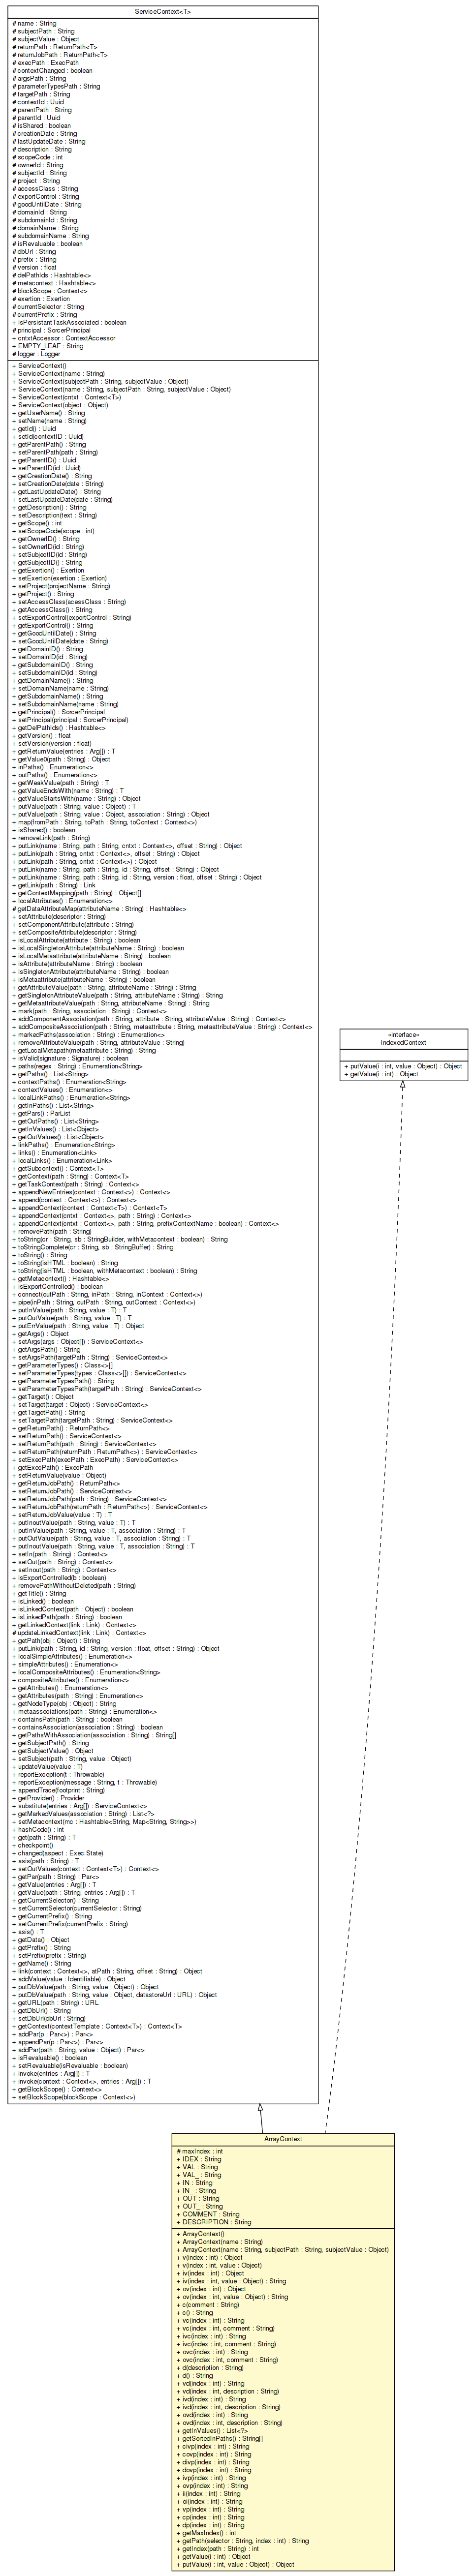 ServiceContext<T>
# name : String
# subjectPath : String
# subjectValue : Object
# returnPath : ReturnPath<T>
# returnJobPath : ReturnPath<T>
# execPath : ExecPath
# contextChanged : boolean
# argsPath : String
# parameterTypesPath : String
# targetPath : String
# contextId : Uuid
# parentPath : String
# parentId : Uuid
# isShared : boolean
# creationDate : String
# lastUpdateDate : String
# description : String
# scopeCode : int
# ownerId : String
# subjectId : String
# project : String
# accessClass : String
# exportControl : String
# goodUntilDate : String
# domainId : String
# subdomainId : String
# domainName : String
# subdomainName : String
# isRevaluable : boolean
# dbUrl : String
# prefix : String
# version : float
# delPathIds : Hashtable<>
# metacontext : Hashtable<>
# blockScope : Context<>
# exertion : Exertion
# currentSelector : String
# currentPrefix : String
+ isPersistantTaskAssociated : boolean
# principal : SorcerPrincipal
+ cntxtAccessor : ContextAccessor
+ EMPTY_LEAF : String
# logger : Logger
+ ServiceContext()
+ ServiceContext(name : String)
+ ServiceContext(subjectPath : String, subjectValue : Object)
+ ServiceContext(name : String, subjectPath : String, subjectValue : Object)
+ ServiceContext(cntxt : Context<T>)
+ ServiceContext(object : Object)
+ getUserName() : String
+ setName(name : String)
+ getId() : Uuid
+ setId(contextID : Uuid)
+ getParentPath() : String
+ setParentPath(path : String)
+ getParentID() : Uuid
+ setParentID(id : Uuid)
+ getCreationDate() : String
+ setCreationDate(date : String)
+ getLastUpdateDate() : String
+ setLastUpdateDate(date : String)
+ getDescription() : String
+ setDescription(text : String)
+ getScope() : int
+ setScopeCode(scope : int)
+ getOwnerID() : String
+ setOwnerID(id : String)
+ setSubjectID(id : String)
+ getSubjectID() : String
+ getExertion() : Exertion
+ setExertion(exertion : Exertion)
+ setProject(projectName : String)
+ getProject() : String
+ setAccessClass(acessClass : String)
+ getAccessClass() : String
+ setExportControl(exportControl : String)
+ getExportControl() : String
+ getGoodUntilDate() : String
+ setGoodUntilDate(date : String)
+ getDomainID() : String
+ setDomainID(id : String)
+ getSubdomainID() : String
+ setSubdomainID(id : String)
+ getDomainName() : String
+ setDomainName(name : String)
+ getSubdomainName() : String
+ setSubdomainName(name : String)
+ getPrincipal() : SorcerPrincipal
+ setPrincipal(principal : SorcerPrincipal)
+ getDelPathIds() : Hashtable<>
+ getVersion() : float
+ setVersion(version : float)
+ getReturnValue(entries : Arg[]) : T
+ getValue0(path : String) : Object
+ inPaths() : Enumeration<>
+ outPaths() : Enumeration<>
+ getWeakValue(path : String) : T
+ getValueEndsWith(name : String) : T
+ getValueStartsWith(name : String) : Object
+ putValue(path : String, value : Object) : T
+ putValue(path : String, value : Object, association : String) : Object
+ map(fromPath : String, toPath : String, toContext : Context<>)
+ isShared() : boolean
+ removeLink(path : String)
+ putLink(name : String, path : String, cntxt : Context<>, offset : String) : Object
+ putLink(path : String, cntxt : Context<>, offset : String) : Object
+ putLink(path : String, cntxt : Context<>) : Object
+ putLink(name : String, path : String, id : String, offset : String) : Object
+ putLink(name : String, path : String, id : String, version : float, offset : String) : Object
+ getLink(path : String) : Link
+ getContextMapping(path : String) : Object[]
+ localAttributes() : Enumeration<>
# getDataAttributeMap(attributeName : String) : Hashtable<>
+ setAttribute(descriptor : String)
+ setComponentAttribute(attribute : String)
+ setCompositeAttribute(descriptor : String)
+ isLocalAttribute(attribute : String) : boolean
+ isLocalSingletonAttribute(attributeName : String) : boolean
+ isLocalMetaattribute(attributeName : String) : boolean
+ isAttribute(attributeName : String) : boolean
+ isSingletonAttribute(attributeName : String) : boolean
+ isMetaattribute(attributeName : String) : boolean
+ getAttributeValue(path : String, attributeName : String) : String
+ getSingletonAttributeValue(path : String, attributeName : String) : String
+ getMetaattributeValue(path : String, attributeName : String) : String
+ mark(path : String, association : String) : Context<>
+ addComponentAssociation(path : String, attribute : String, attributeValue : String) : Context<>
+ addCompositeAssociation(path : String, metaattribute : String, metaattributeValue : String) : Context<>
+ markedPaths(association : String) : Enumeration<>
+ removeAttributeValue(path : String, attributeValue : String)
+ getLocalMetapath(metaattribute : String) : String
+ isValid(signature : Signature) : boolean
+ paths(regex : String) : Enumeration<String>
+ getPaths() : List<String>
+ contextPaths() : Enumeration<String>
+ contextValues() : Enumeration<>
+ localLinkPaths() : Enumeration<String>
+ getInPaths() : List<String>
+ getPars() : ParList
+ getOutPaths() : List<String>
+ getInValues() : List<Object>
+ getOutValues() : List<Object>
+ linkPaths() : Enumeration<String>
+ links() : Enumeration<Link>
+ localLinks() : Enumeration<Link>
+ getSubcontext() : Context<T>
+ getContext(path : String) : Context<T>
+ getTaskContext(path : String) : Context<>
+ appendNewEntries(context : Context<>) : Context<>
+ append(context : Context<>) : Context<>
+ appendContext(context : Context<T>) : Context<T>
+ appendContext(cntxt : Context<>, path : String) : Context<>
+ appendContext(cntxt : Context<>, path : String, prefixContextName : boolean) : Context<>
+ removePath(path : String)
+ toString(cr : String, sb : StringBuilder, withMetacontext : boolean) : String
+ toStringComplete(cr : String, sb : StringBuffer) : String
+ toString() : String
+ toString(isHTML : boolean) : String
+ toString(isHTML : boolean, withMetacontext : boolean) : String
+ getMetacontext() : Hashtable<>
+ isExportControlled() : boolean
+ connect(outPath : String, inPath : String, inContext : Context<>)
+ pipe(inPath : String, outPath : String, outContext : Context<>)
+ putInValue(path : String, value : T) : T
+ putOutValue(path : String, value : T) : T
+ putErrValue(path : String, value : T) : Object
+ getArgs() : Object
+ setArgs(args : Object[]) : ServiceContext<>
+ getArgsPath() : String
+ setArgsPath(targetPath : String) : ServiceContext<>
+ getParameterTypes() : Class<>[]
+ setParameterTypes(types : Class<>[]) : ServiceContext<>
+ getParameterTypesPath() : String
+ setParameterTypesPath(targetPath : String) : ServiceContext<>
+ getTarget() : Object
+ setTarget(target : Object) : ServiceContext<>
+ getTargetPath() : String
+ setTargetPath(targetPath : String) : ServiceContext<>
+ getReturnPath() : ReturnPath<>
+ setReturnPath() : ServiceContext<>
+ setReturnPath(path : String) : ServiceContext<>
+ setReturnPath(returnPath : ReturnPath<>) : ServiceContext<>
+ setExecPath(execPath : ExecPath) : ServiceContext<>
+ getExecPath() : ExecPath
+ setReturnValue(value : Object)
+ getReturnJobPath() : ReturnPath<>
+ setReturnJobPath() : ServiceContext<>
+ setReturnJobPath(path : String) : ServiceContext<>
+ setReturnJobPath(returnPath : ReturnPath<>) : ServiceContext<>
+ setReturnJobValue(value : T) : T
+ putInoutValue(path : String, value : T) : T
+ putInValue(path : String, value : T, association : String) : T
+ putOutValue(path : String, value : T, association : String) : T
+ putInoutValue(path : String, value : T, association : String) : T
+ setIn(path : String) : Context<>
+ setOut(path : String) : Context<>
+ setInout(path : String) : Context<>
+ isExportControlled(b : boolean)
+ removePathWithoutDeleted(path : String)
+ getTitle() : String
+ isLinked() : boolean
+ isLinkedContext(path : Object) : boolean
+ isLinkedPath(path : String) : boolean
+ getLinkedContext(link : Link) : Context<>
# updateLinkedContext(link : Link) : Context<>
+ getPath(obj : Object) : String
+ putLink(path : String, id : String, version : float, offset : String) : Object
+ localSimpleAttributes() : Enumeration<>
+ simpleAttributes() : Enumeration<>
+ localCompositeAttributes() : Enumeration<String>
+ compositeAttributes() : Enumeration<>
+ getAttributes() : Enumeration<>
+ getAttributes(path : String) : Enumeration<>
+ getNodeType(obj : Object) : String
+ metaassociations(path : String) : Enumeration<>
+ containsPath(path : String) : boolean
+ containsAssociation(association : String) : boolean
+ getPathsWithAssociation(association : String) : String[]
+ getSubjectPath() : String
+ getSubjectValue() : Object
+ setSubject(path : String, value : Object)
+ updateValue(value : T)
+ reportException(t : Throwable)
+ reportException(message : String, t : Throwable)
+ appendTrace(footprint : String)
+ getProvider() : Provider
+ substitute(entries : Arg[]) : ServiceContext<>
+ getMarkedValues(association : String) : List<?>
+ setMetacontext(mc : Hashtable<String, Map<String, String>>)
+ hashCode() : int
+ get(path : String) : T
+ checkpoint()
+ changed(aspect : Exec.State)
+ asis(path : String) : T
+ setOutValues(context : Context<T>) : Context<>
+ getPar(path : String) : Par<>
+ getValue(entries : Arg[]) : T
+ getValue(path : String, entries : Arg[]) : T
+ getCurrentSelector() : String
+ setCurrentSelector(currentSelector : String)
+ getCurrentPrefix() : String
+ setCurrentPrefix(currentPrefix : String)
+ asis() : T
+ getData() : Object
+ getPrefix() : String
+ setPrefix(prefix : String)
+ getName() : String
+ link(context : Context<>, atPath : String, offset : String) : Object
+ addValue(value : Identifiable) : Object
+ putDbValue(path : String, value : Object) : Object
+ putDbValue(path : String, value : Object, datastoreUrl : URL) : Object
+ getURL(path : String) : URL
+ getDbUrl() : String
+ setDbUrl(dbUrl : String)
+ getContext(contextTemplate : Context<T>) : Context<T>
+ addPar(p : Par<>) : Par<>
+ appendPar(p : Par<>) : Par<>
+ addPar(path : String, value : Object) : Par<>
+ isRevaluable() : boolean
+ setRevaluable(isRevaluable : boolean)
+ invoke(entries : Arg[]) : T
+ invoke(context : Context<>, entries : Arg[]) : T
+ getBlockScope() : Context<>
+ setBlockScope(blockScope : Context<>)
«interface»
IndexedContext
+ putValue(i : int, value : Object) : Object
+ getValue(i : int) : Object
ArrayContext
# maxIndex : int
+ IDEX : String
+ VAL : String
+ VAL_ : String
+ IN : String
+ IN_ : String
+ OUT : String
+ OUT_ : String
+ COMMENT : String
+ DESCRIPTION : String
+ ArrayContext()
+ ArrayContext(name : String)
+ ArrayContext(name : String, subjectPath : String, subjectValue : Object)
+ v(index : int) : Object
+ v(index : int, value : Object)
+ iv(index : int) : Object
+ iv(index : int, value : Object) : String
+ ov(index : int) : Object
+ ov(index : int, value : Object) : String
+ c(comment : String)
+ c() : String
+ vc(index : int) : String
+ vc(index : int, comment : String)
+ ivc(index : int) : String
+ ivc(index : int, comment : String)
+ ovc(index : int) : String
+ ovc(index : int, comment : String)
+ d(description : String)
+ d() : String
+ vd(index : int) : String
+ vd(index : int, description : String)
+ ivd(index : int) : String
+ ivd(index : int, description : String)
+ ovd(index : int) : String
+ ovd(index : int, description : String)
+ getInValues() : List<?>
+ getSortedInPaths() : String[]
+ civp(index : int) : String
+ covp(index : int) : String
+ divp(index : int) : String
+ dovp(index : int) : String
+ ivp(index : int) : String
+ ovp(index : int) : String
+ ii(index : int) : String
+ oi(index : int) : String
+ vp(index : int) : String
+ cp(index : int) : String
+ dp(index : int) : String
+ getMaxIndex() : int
+ getPath(selector : String, index : int) : String
+ getIndex(path : String) : int
+ getValue(i : int) : Object
+ putValue(i : int, value : Object) : Object